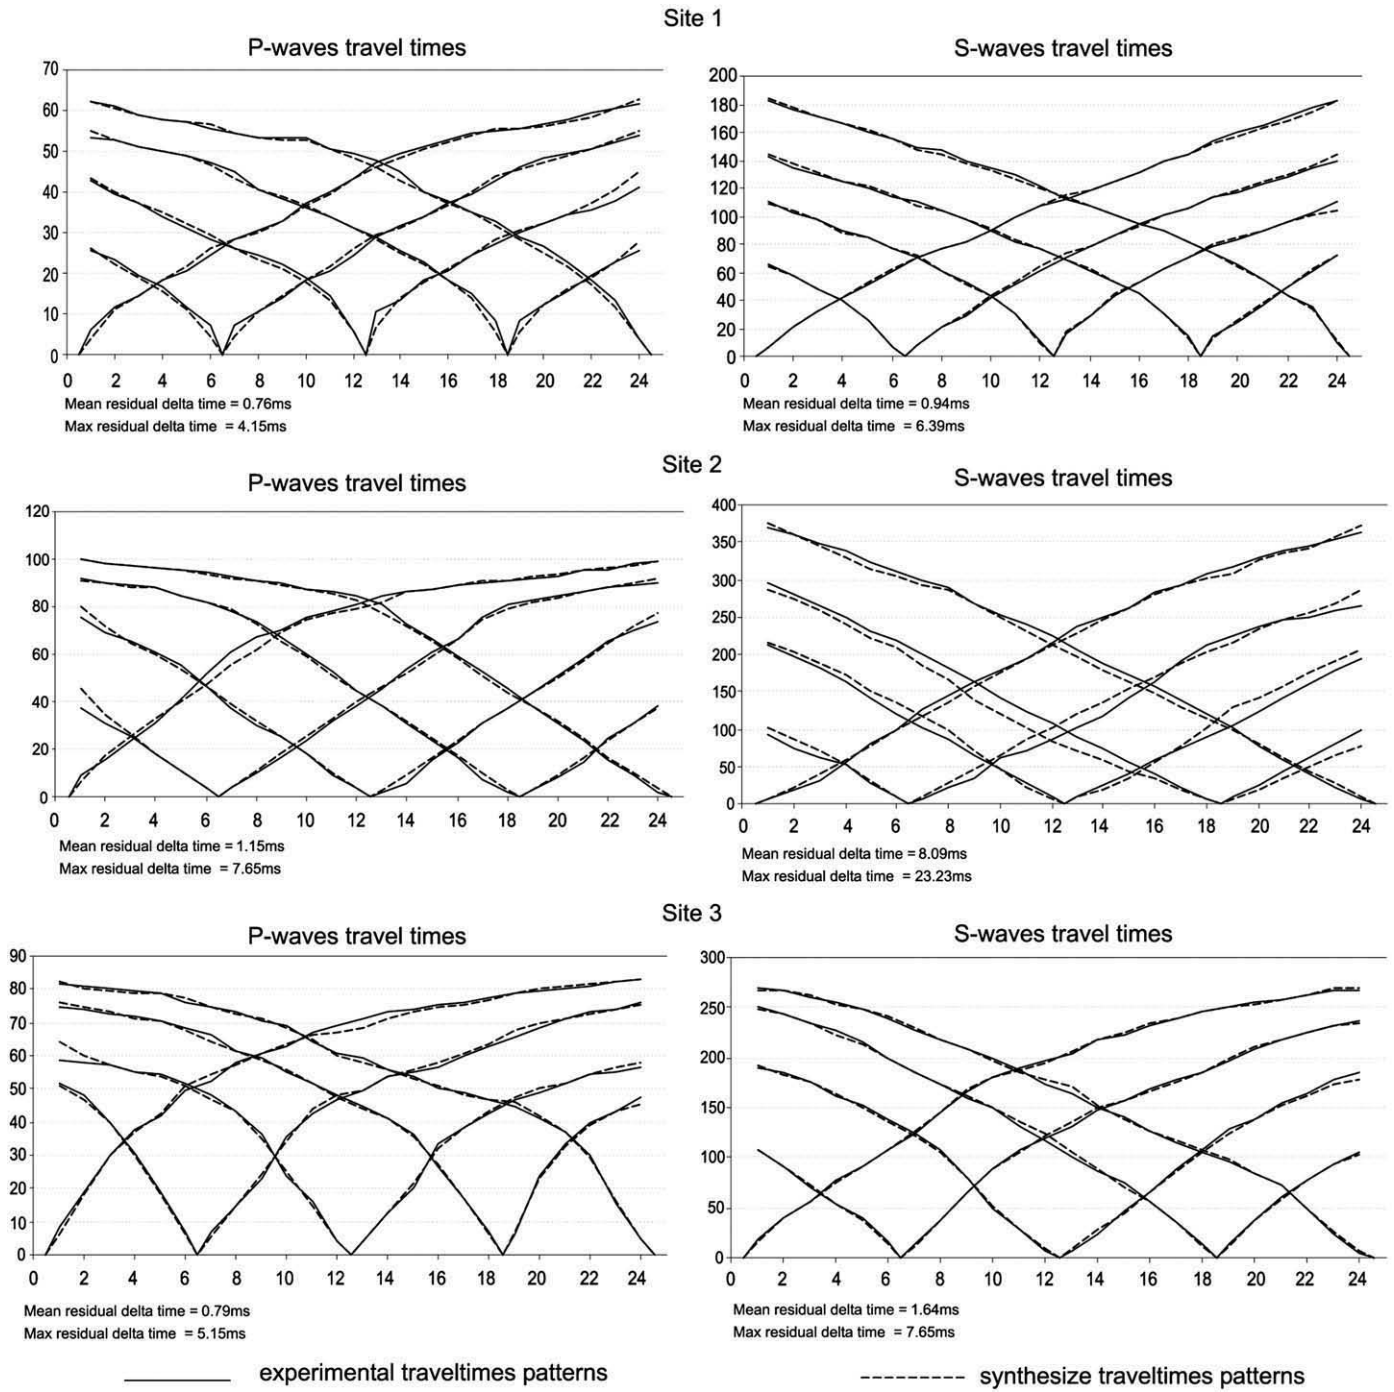 Site 1
P-waves travel times
S-waves travel times
70
60
50
40
30
20
10
0
0 2 4 6 8 10 12 14 16 18 20 22 24
Mean residual delta time = 0.76ms
Max residual delta time = 4.15ms
200
180
160
140
120
100
80
60
40
20
0
0 2 4 6 8 10 12 14 16 18 20 22 24
Mean residual delta time = 0.94ms
Max residual delta time = 6.39ms
Site 2
P-waves travel times
S-waves travel times
120
100
80
60
40
20
0
0 2 4 6 8 10 12 14 16 18 20 22 24
Mean residual delta time = 1.15ms
Max residual delta time = 7.65ms
400
350
300
250
200
150
100
50
0
0 2 4 6 8 10 12 14 16 18 20 22 24
Mean residual delta time = 8.09ms
Max residual delta time = 23.23ms
Site 3
P-waves travel times
S-waves travel times
90
80
70
60
50
40
30
20
10
0
0 2 4 6 8 10 12 14 16 18 20 22 24
Mean residual delta time = 0.79ms
Max residual delta time = 5.15ms
300
250
200
150
100
50
0
0 2 4 6 8 10 12 14 16 18 20 22 24
Mean residual delta time = 1.64ms
Max residual delta time = 7.65ms
experimental traveltimes patterns
synthesize traveltimes patterns